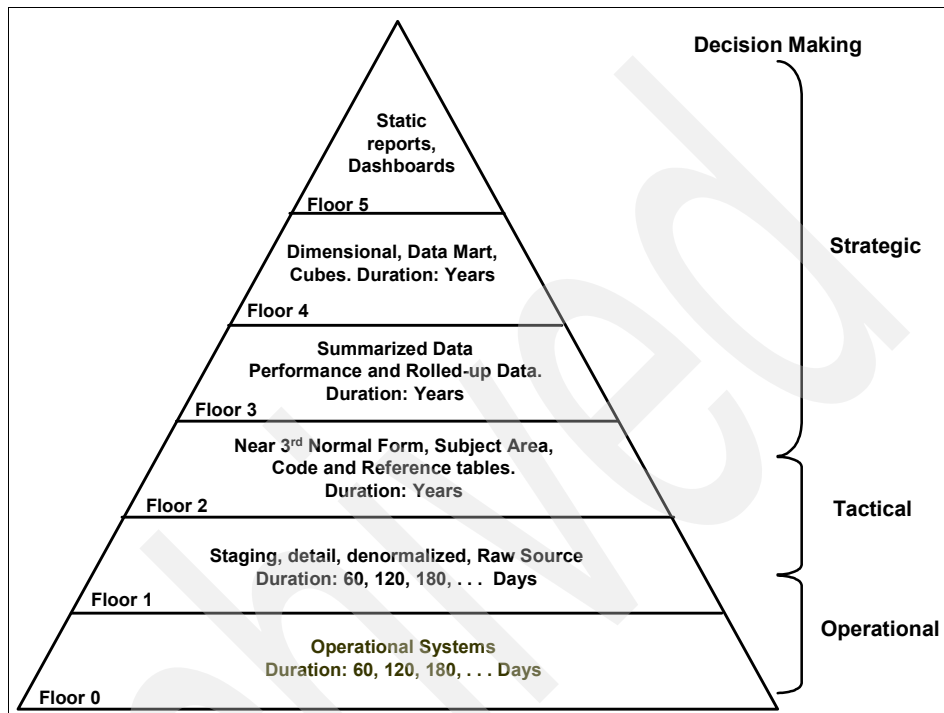 Decision Making
Static
reports,
Dashboards
Floor 5
Dimensional, Data Mart,
Cubes. Duration: Years
Floor 4
Strategic
Summarized Data
Performance and Rolled-up Data.
Duration: Years
Floor 3
Near 3rd Normal Form, Subject Area,
Code and Reference tables.
Duration: Years
Floor 2
Tactical
Staging, detail, denormalized, Raw Source
Duration: 60, 120, 180, . . . Days
Floor 1
Operational
Operational Systems
Duration: 60, 120, 180, . . . Days
Floor 0
hived